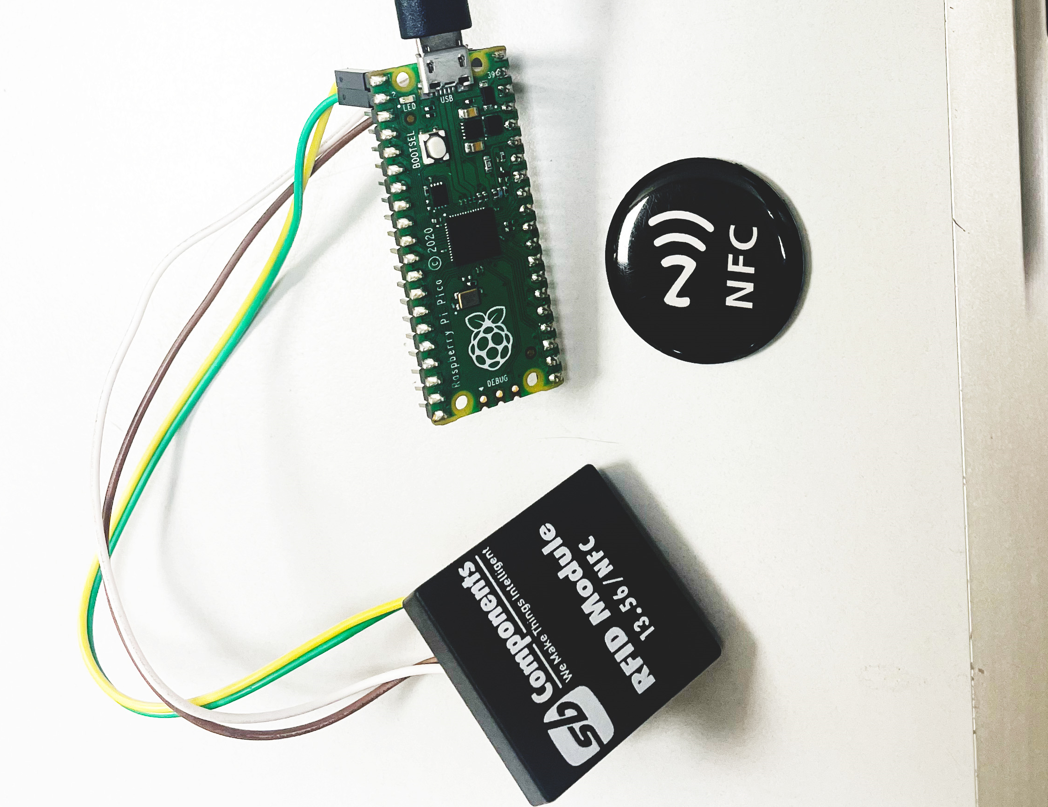 USB
LED
39
BOOTSEL
Raspberry Pi Pico © 2020
DEBUG
NFC
sb Components
We Make Things Intelligent
RFiD Module
13.56/NFC